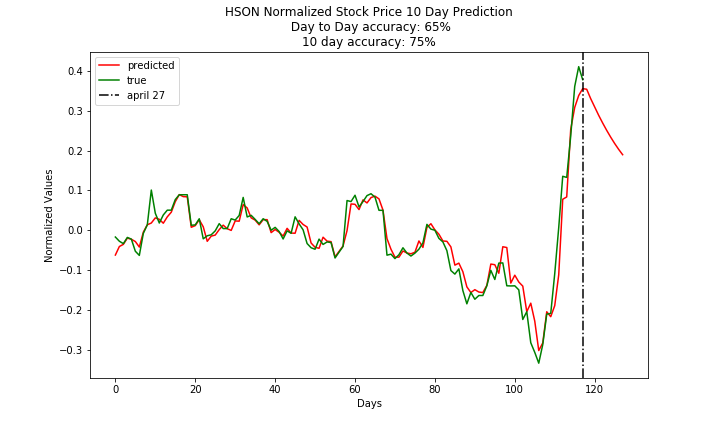 HSON Normalized Stock Price 10 Day Prediction
Day to Day accuracy: 65%
10 day accuracy: 75%
predicted
true
april 27
Normalized Values
0.4
0.3
0.2
0.1
0.0
−0.1
−0.2
−0.3
0 20 40 60 80 100 120
Days